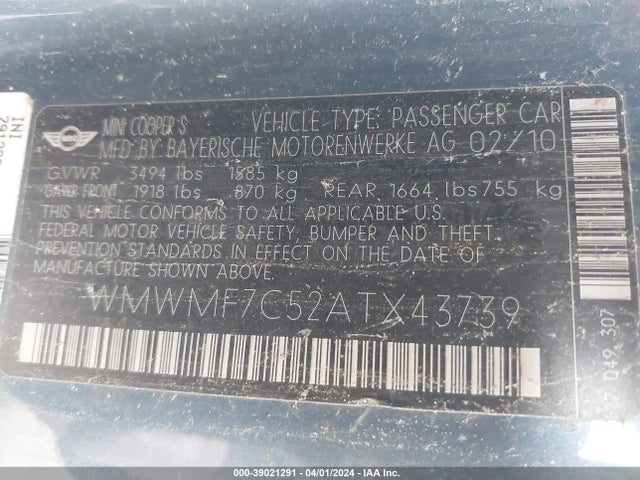 MINI COOPER S VEHICLE TYPE: PASSENGER CAR
MFD BY BAYERISCHE MOTORENWERKE AG 02/10
GVWR 3494 lbs 1585 kg
GAWR FRONT 1918 lbs 870 kg REAR 1664 lbs 755 kg
THIS VEHICLE CONFORMS TO ALL APPLICABLE U.S.
FEDERAL MOTOR VEHICLE SAFETY, BUMPER AND THEFT
PREVENTION STANDARDS IN EFFECT ON THE DATE OF
MANUFACTURE SHOWN ABOVE.
WMWMF7C52ATX43739
7 049 307
000-39021291 - 04/01/2024 - IAA Inc.